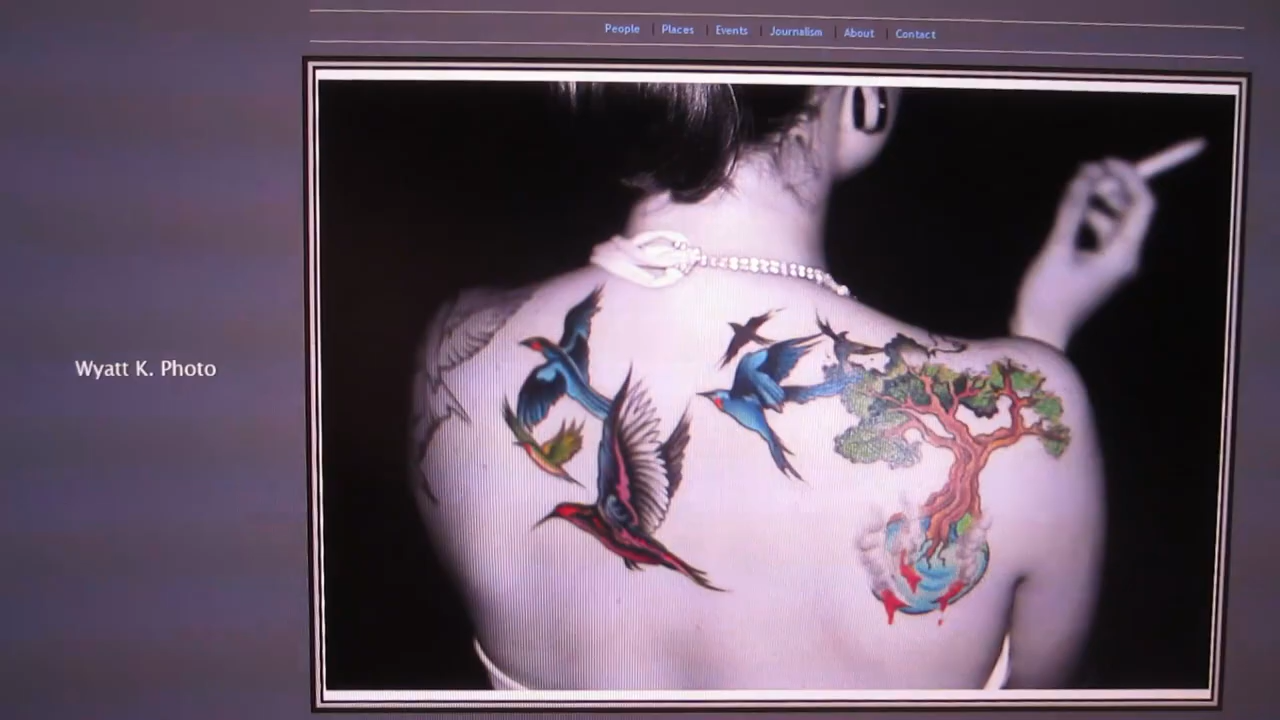 People | Places | Events | Journalism | About | Contact
Wyatt K. Photo